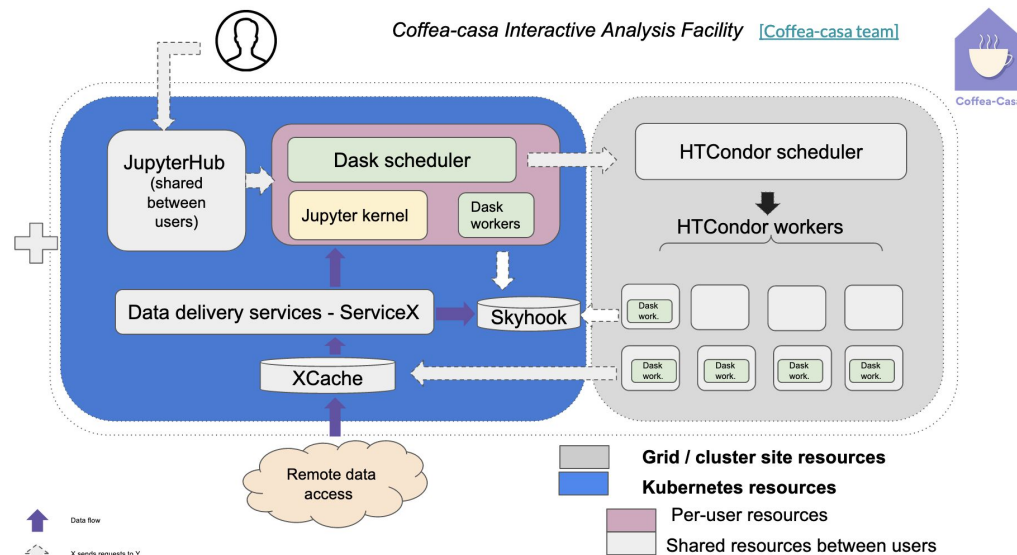 Coffea-casa Interactive Analysis Facility [Coffea-casa team]
Coffea-Casa
JupyterHub
(shared
between
users)
Dask scheduler
Jupyter kernel
Dask
workers
HTCondor scheduler
HTCondor workers
Data delivery services - ServiceX
Skyhook
XCache
Dask
work.
Dask
work.
Dask
work.
Dask
work.
Dask
work.
Remote data
access
Grid / cluster site resources
Kubernetes resources
Per-user resources
Shared resources between users
Data flow
X sends requests to Y